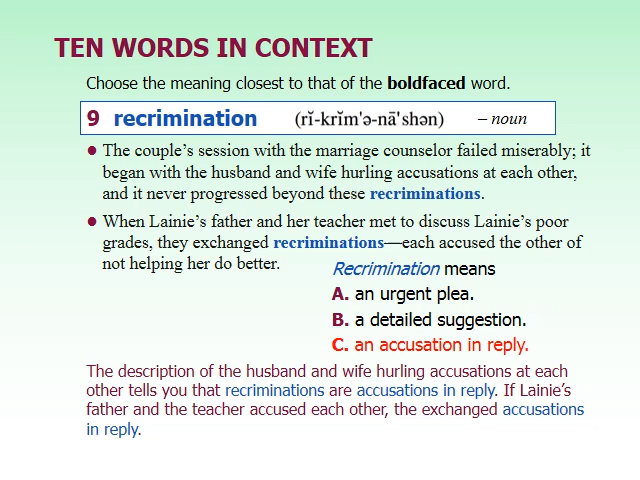 TEN WORDS IN CONTEXT
Choose the meaning closest to that of the boldfaced word.
9 recrimination (rĭ-krĭm'ə-nā'shən) – noun
● The couple's session with the marriage counselor failed miserably; it
began with the husband and wife hurling accusations at each other,
and it never progressed beyond these recriminations.
● When Lainie's father and her teacher met to discuss Lainie's poor
grades, they exchanged recriminations—each accused the other of
not helping her do better.
Recrimination means
A. an urgent plea.
B. a detailed suggestion.
C. an accusation in reply.
The description of the husband and wife hurling accusations at each
other tells you that recriminations are accusations in reply. If Lainie's
father and the teacher accused each other, the exchanged accusations
in reply.